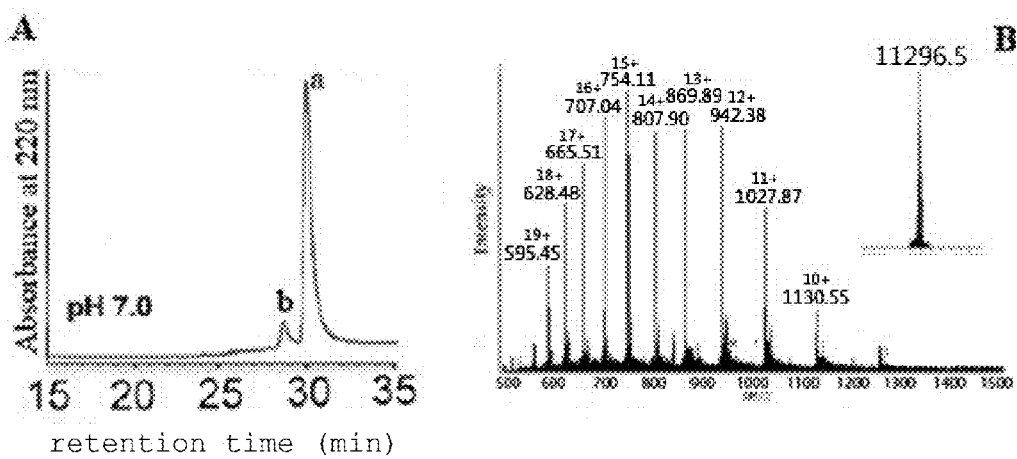 A
Absorbance at 220 nm
a
b
pH 7.0
15 20 25 30 35
retention time (min)
B
11296.5
Intensity
19+
595.45
18+
628.48
17+
665.51
16+
707.04
15+
754.11
14+
807.90
13+
869.89
12+
942.38
11+
1027.87
10+
1130.55
500 600 700 800 900 1000 1100 1200 1300 1400 1500